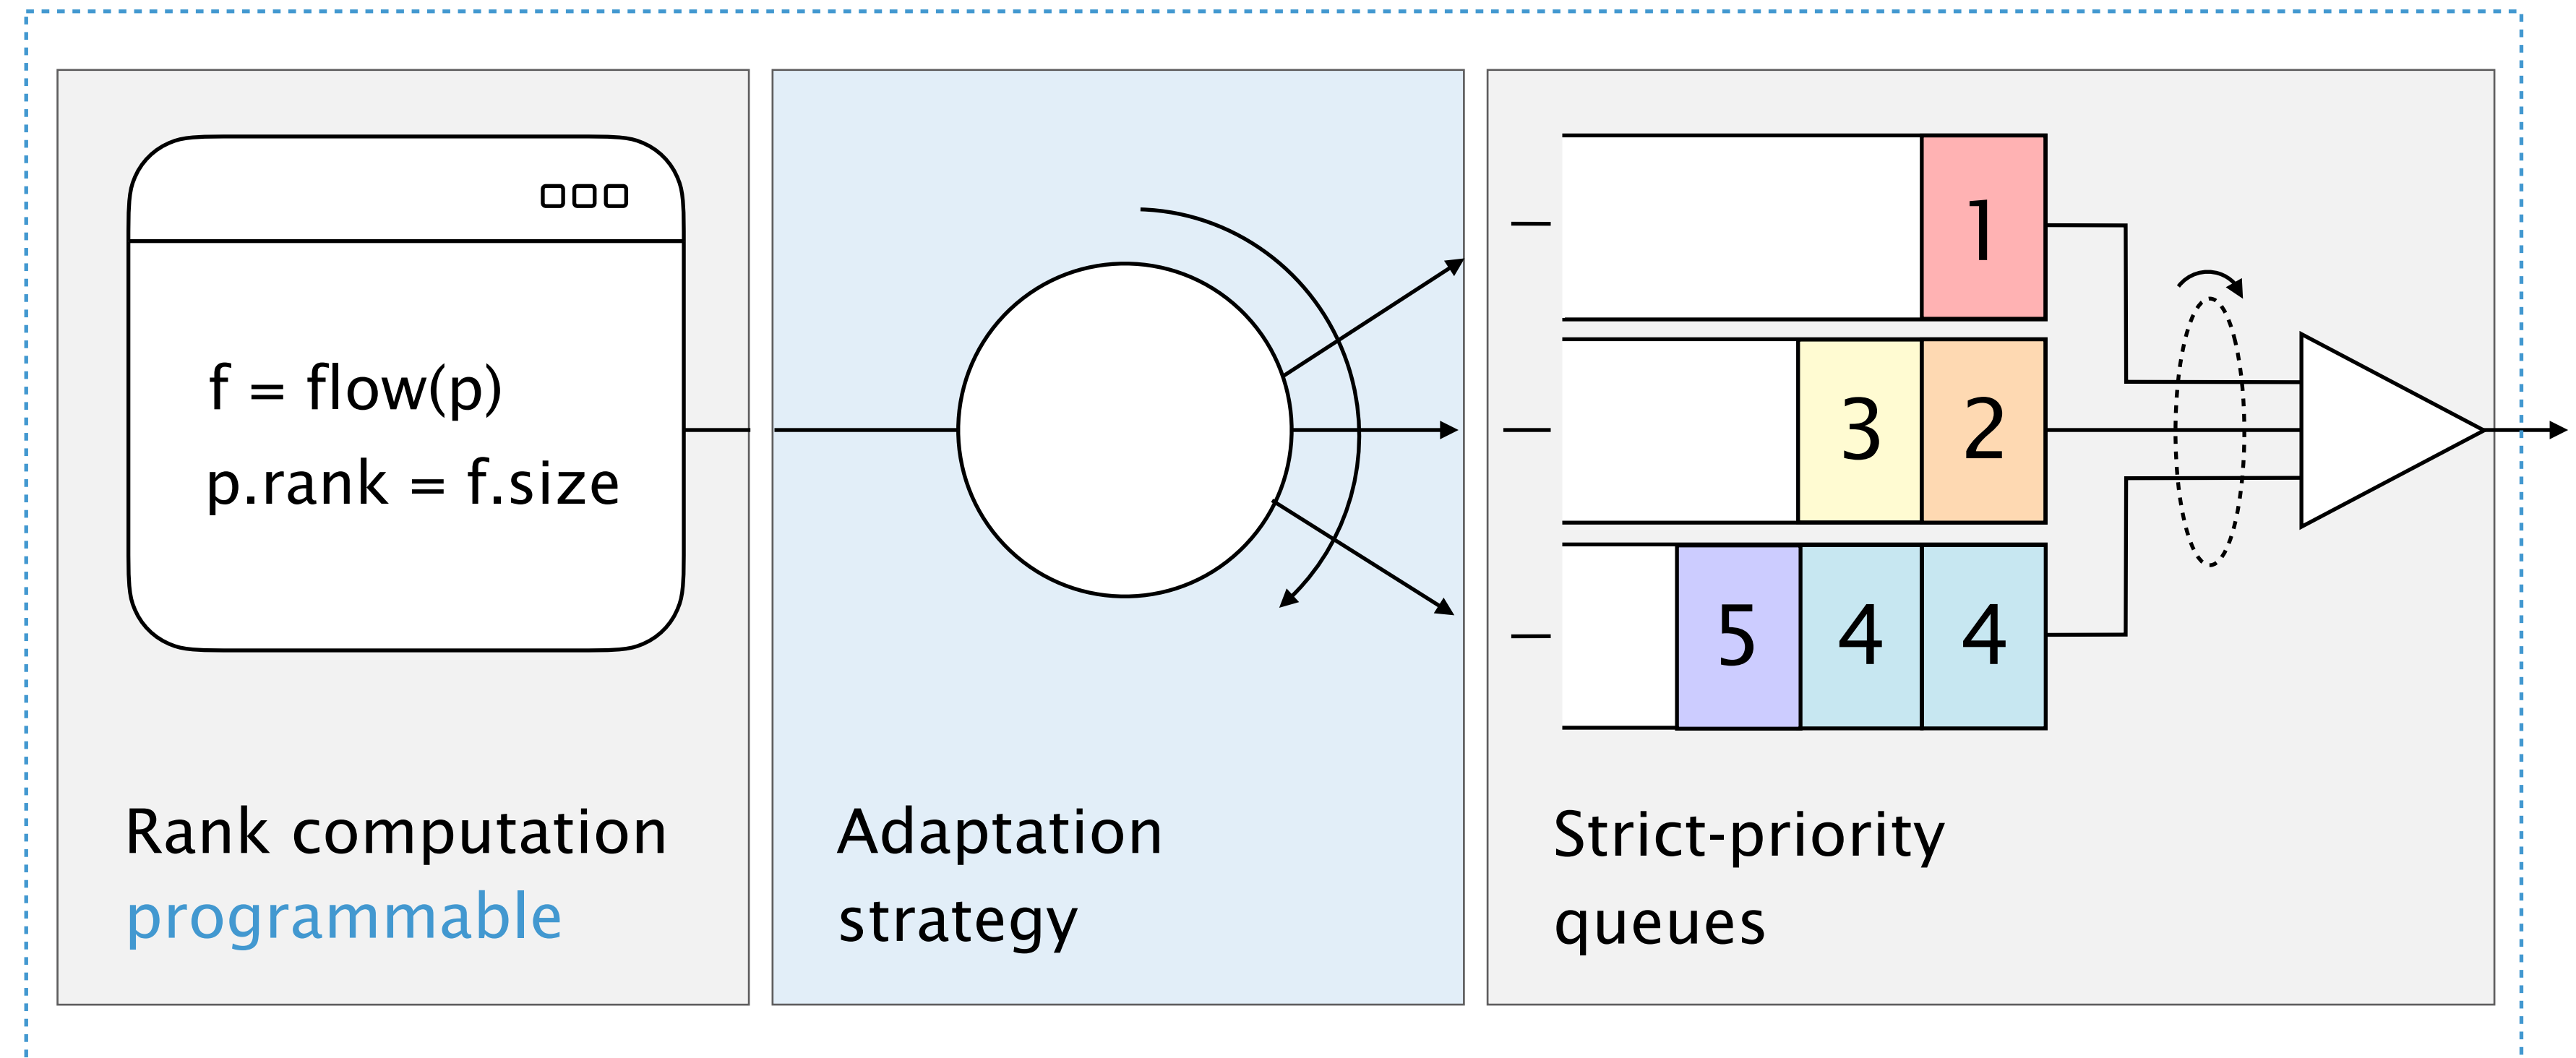 f = flow(p)
p.rank = f.size
Rank computation
programmable
Adaptation
strategy
1
3 2
5 4 4
Strict-priority
queues